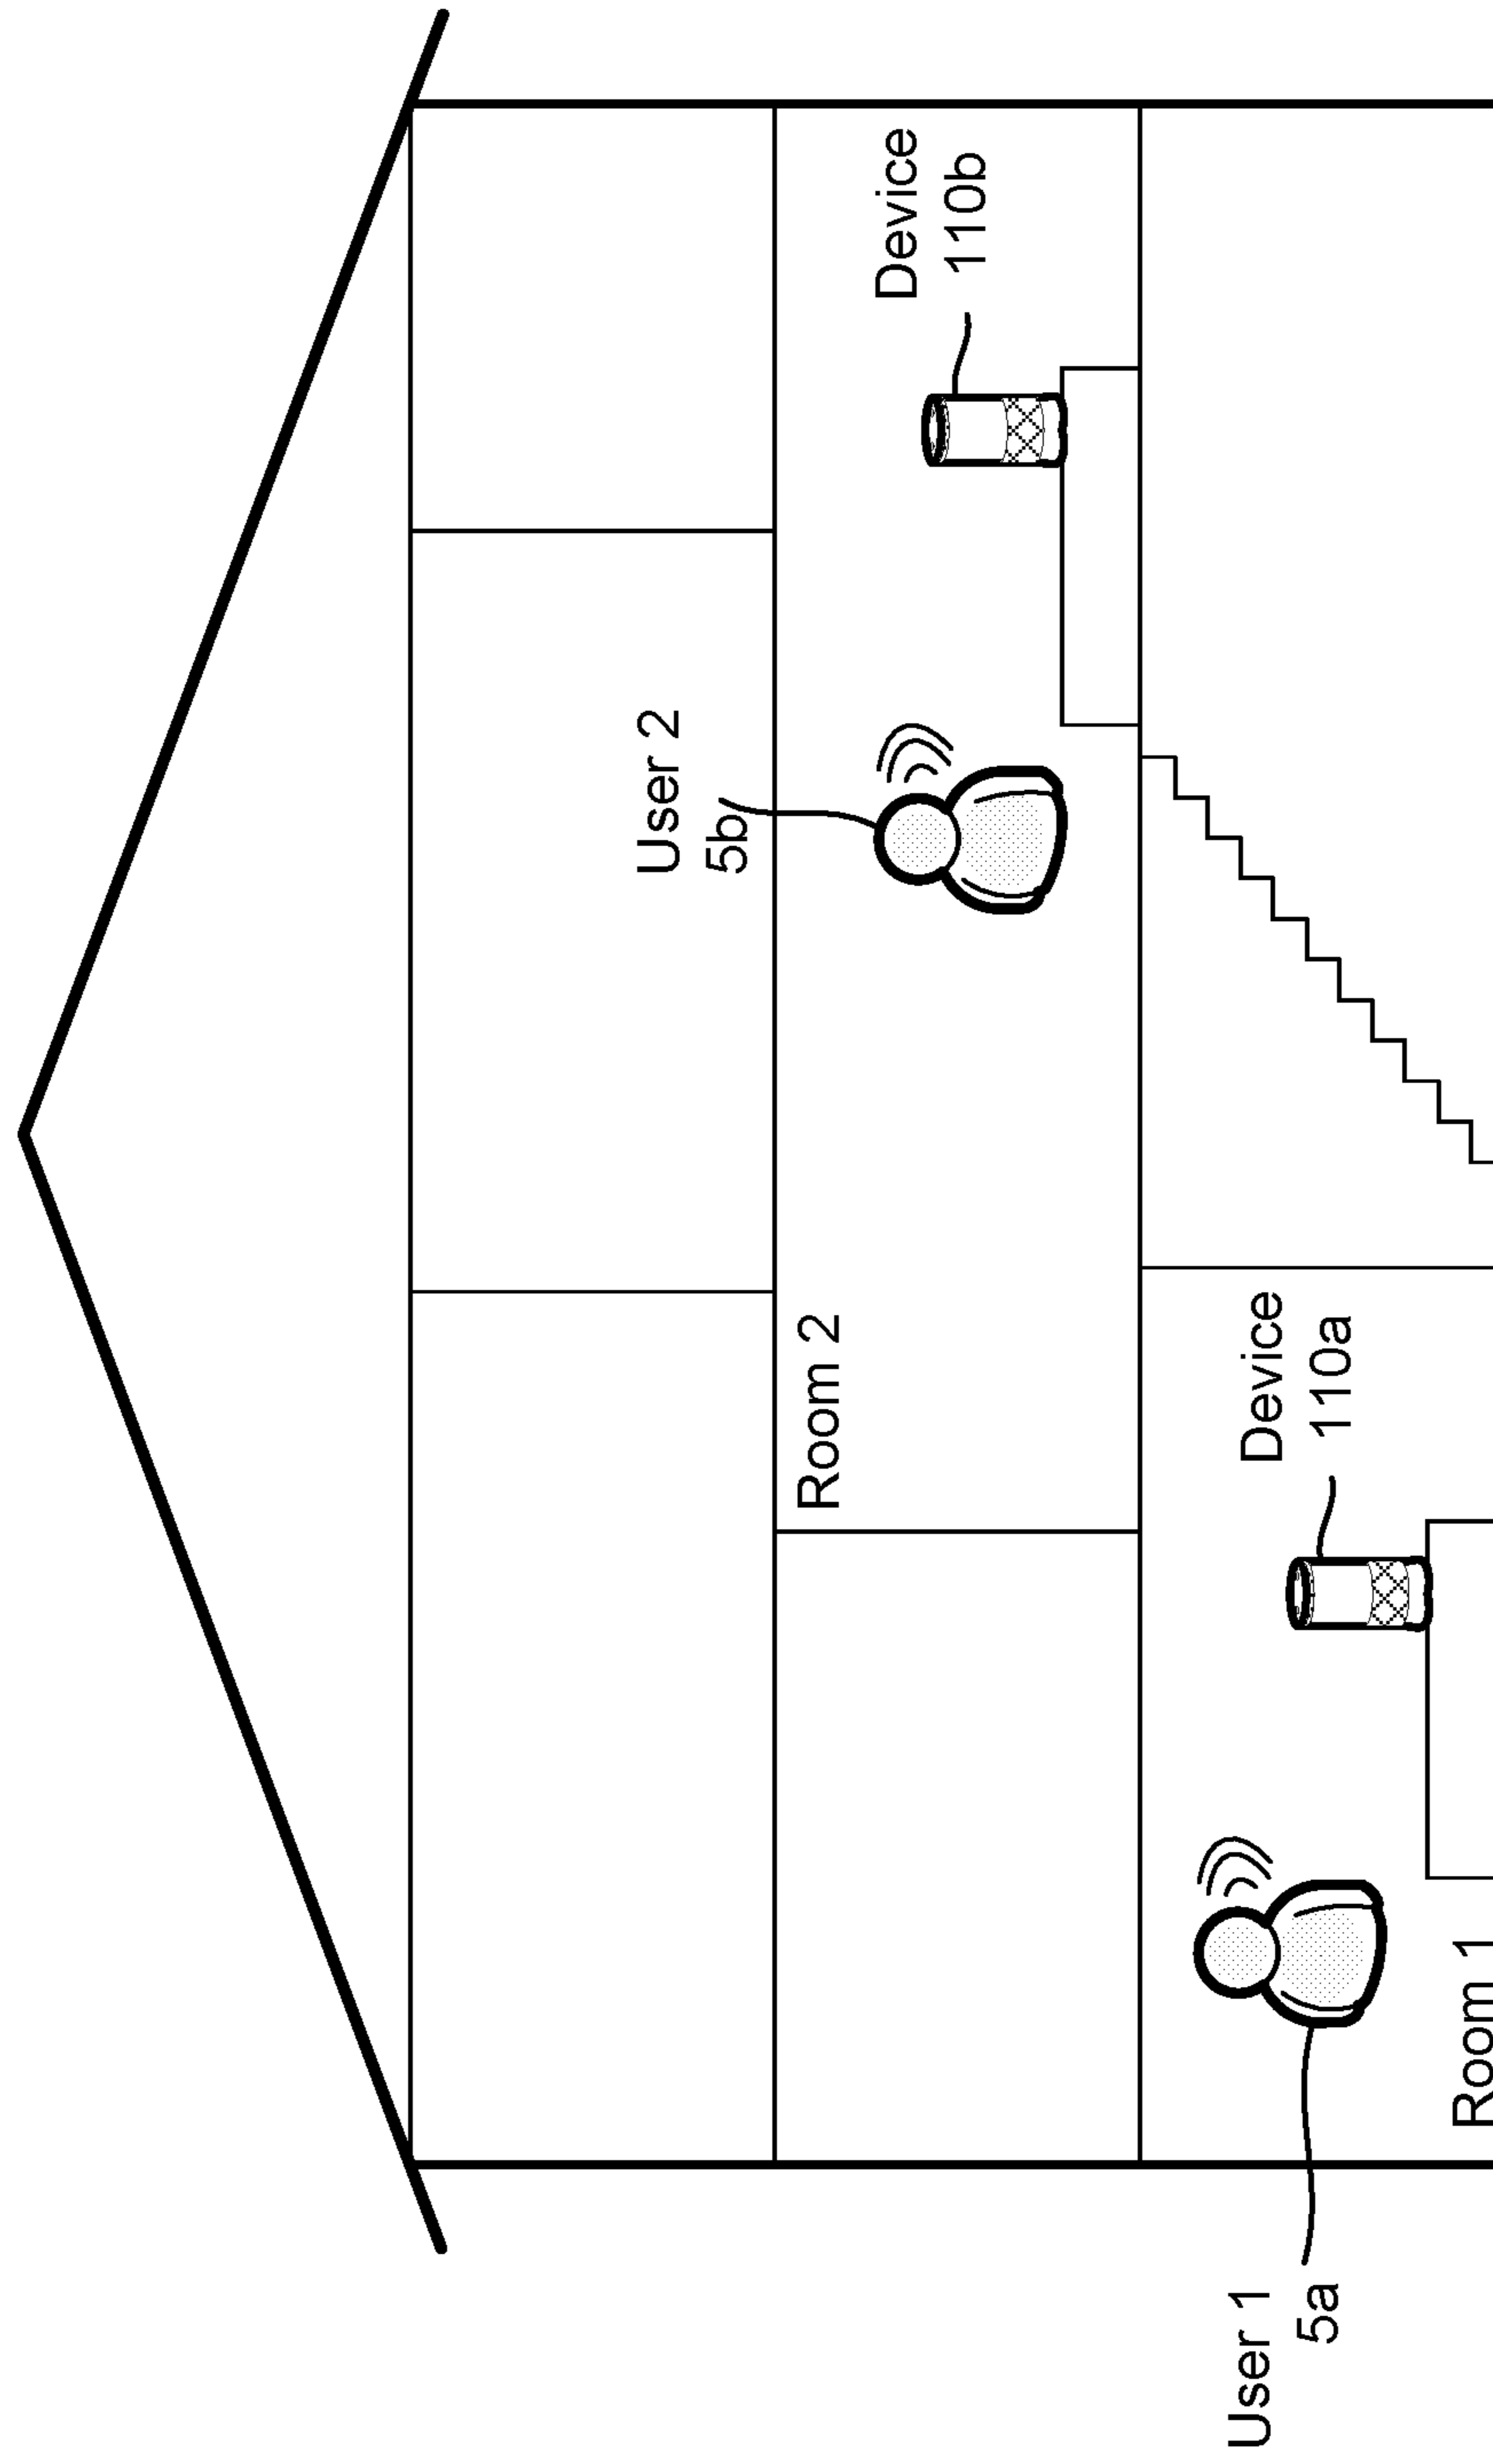 User 2
5b
Device
110b
Room 2
Device
110a
User 1
5a
Room 1